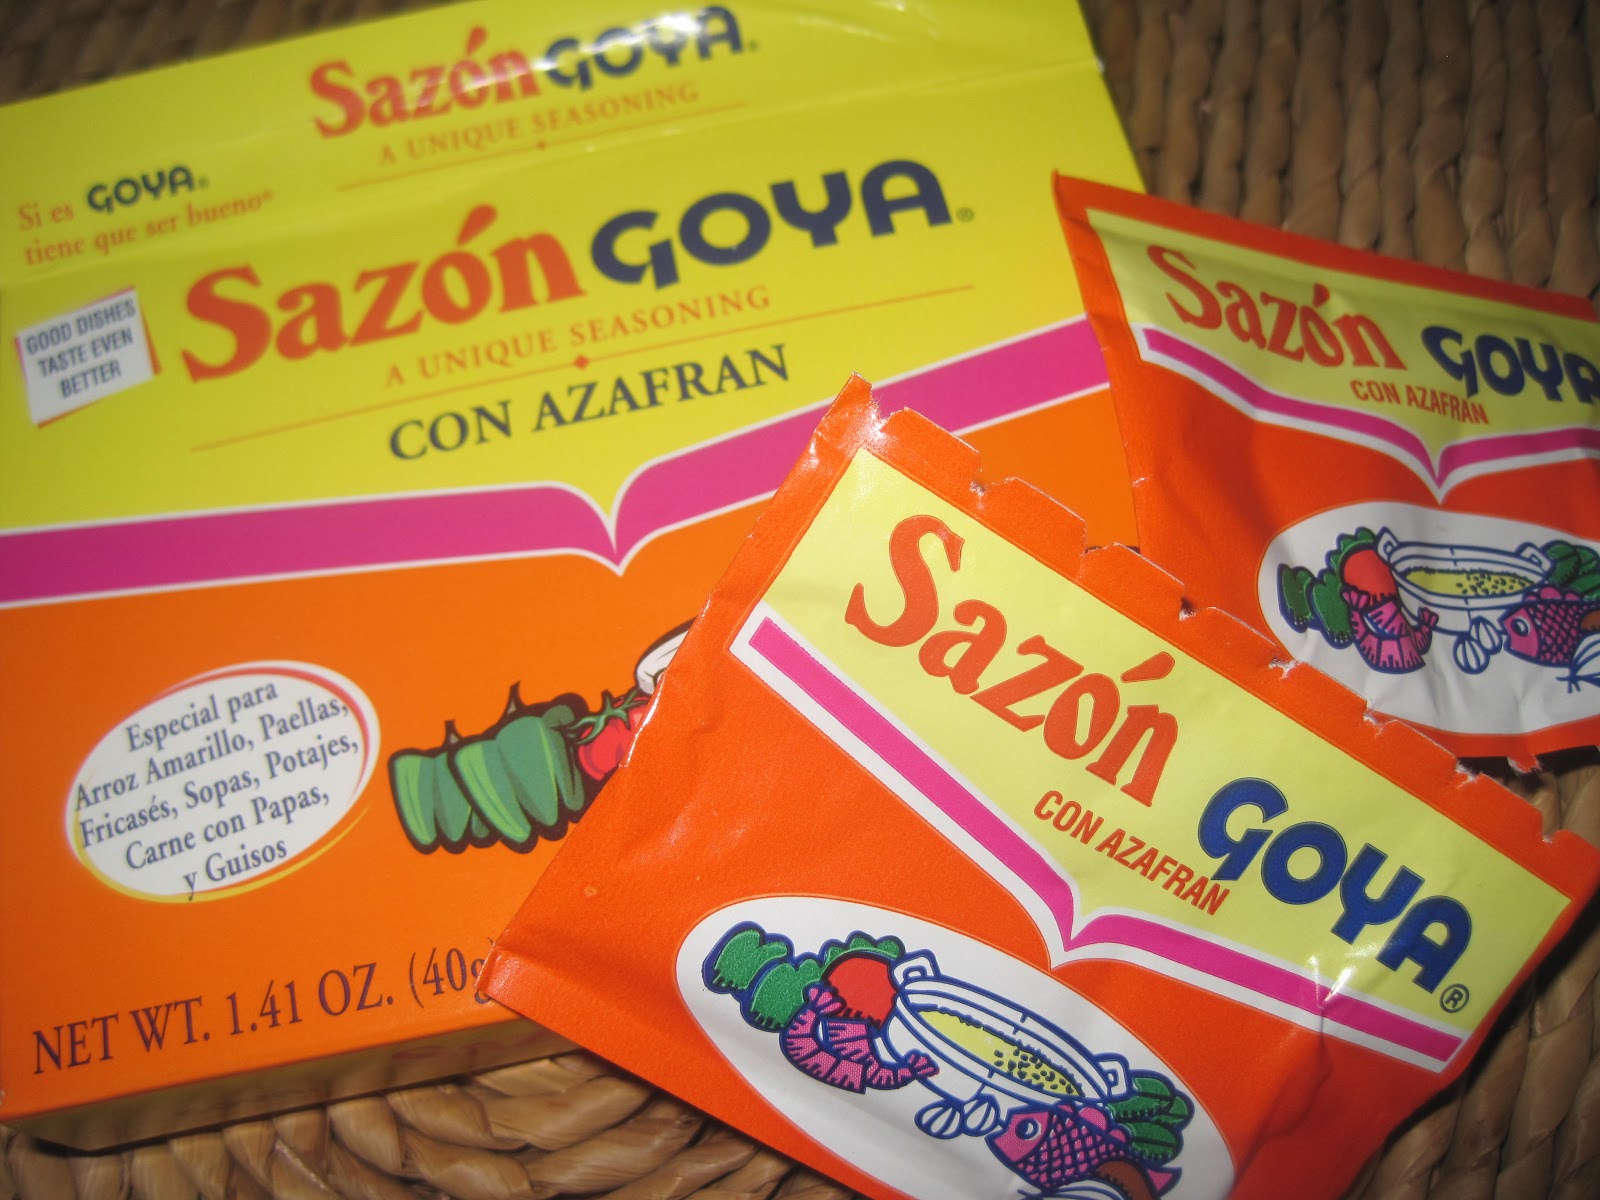 Sazón GOYA®
A UNIQUE SEASONING
Si es GOYA®
tiene que ser bueno®
GOOD DISHES
TASTE EVEN
BETTER
Sazón GOYA®
A UNIQUE SEASONING
CON AZAFRAN
Especial para
Arroz Amarillo, Paellas,
Fricasés, Sopas, Potajes,
Carne con Papas,
y Guisos
NET WT. 1.41 OZ. (40g)
Sazón GOYA
CON AZAFRAN
Sazón GOYA®
CON AZAFRAN